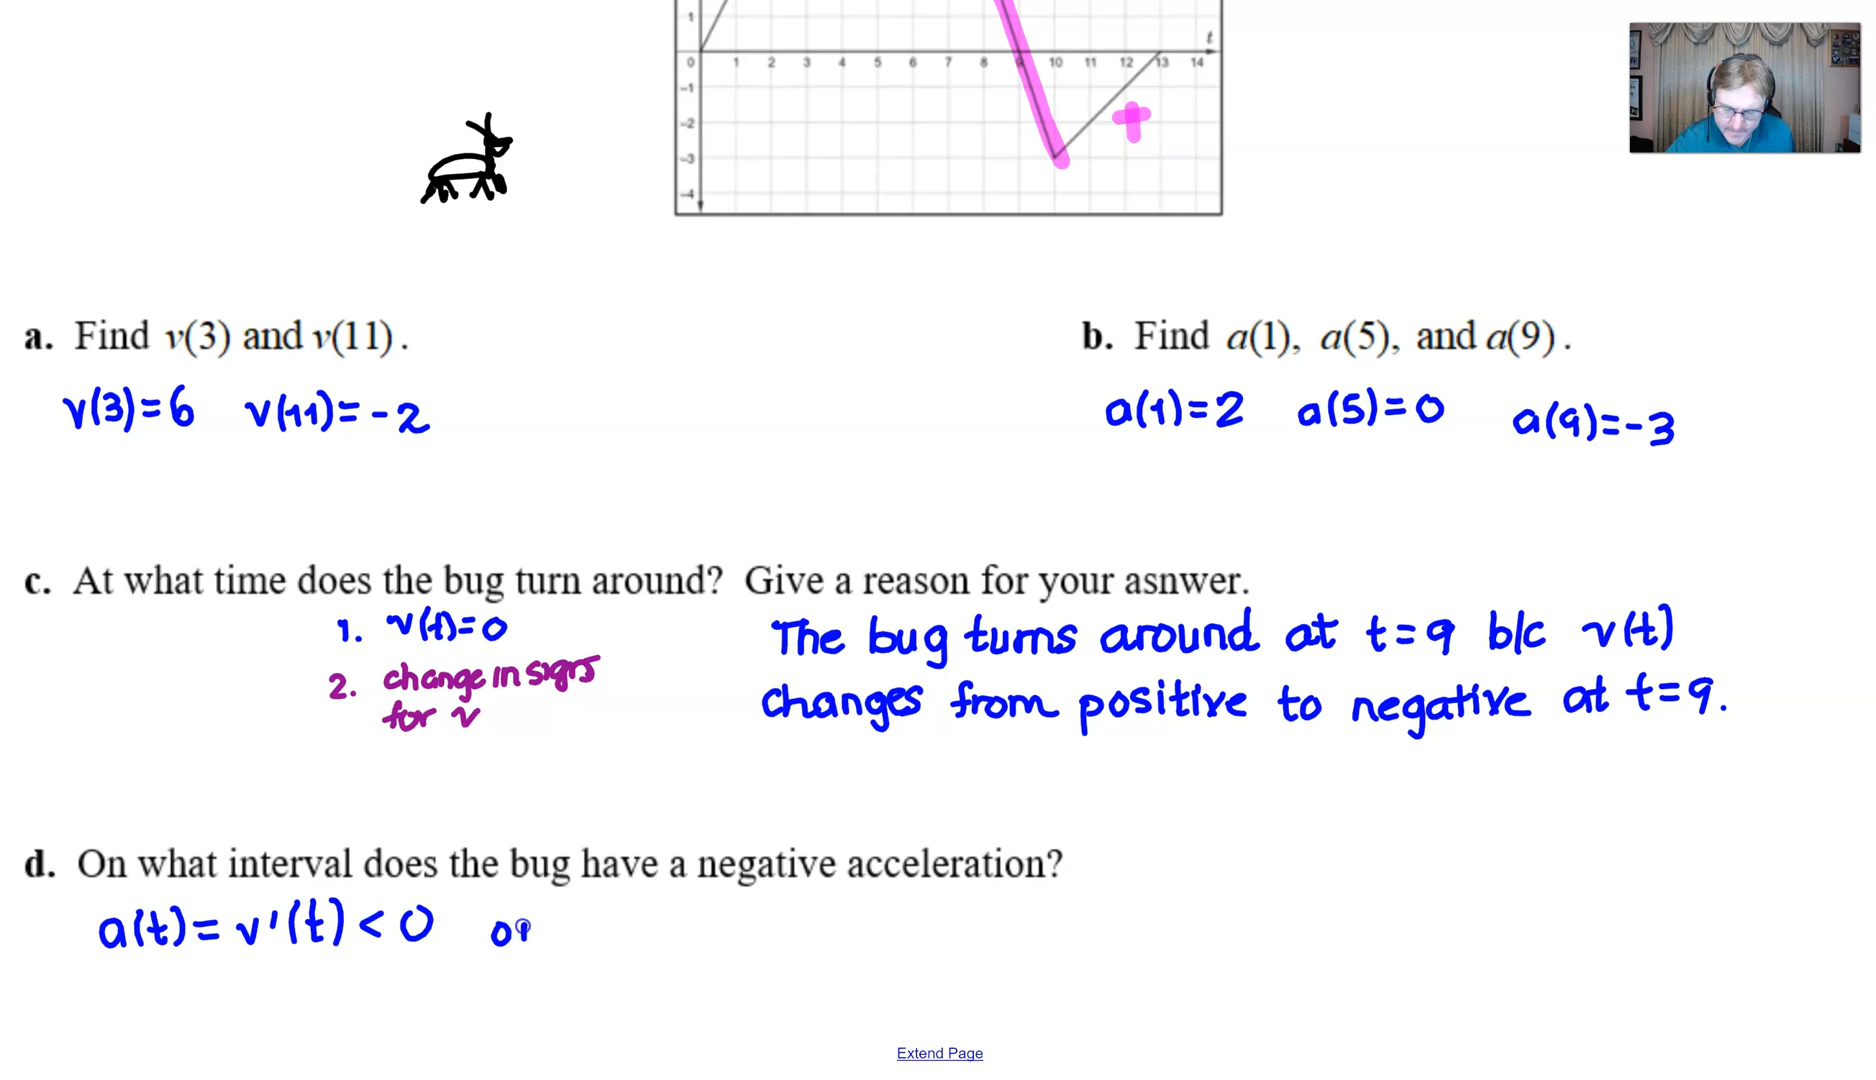 1
t
0 1 2 3 4 5 6 7 8 9 10 11 12 13 14
-1
-2
+
-3
-4
a. Find v(3) and v(11).
v(3)=6 v(11)=-2
b. Find a(1), a(5), and a(9).
a(1)=2 a(5)=0 a(9)=-3
c. At what time does the bug turn around? Give a reason for your asnwer.
1. v(t)=0
2. change in signs
for v
The bug turns around at t=9 b/c v(t)
changes from positive to negative at t=9.
d. On what interval does the bug have a negative acceleration?
a(t)= v'(t) < 0 on
Extend Page